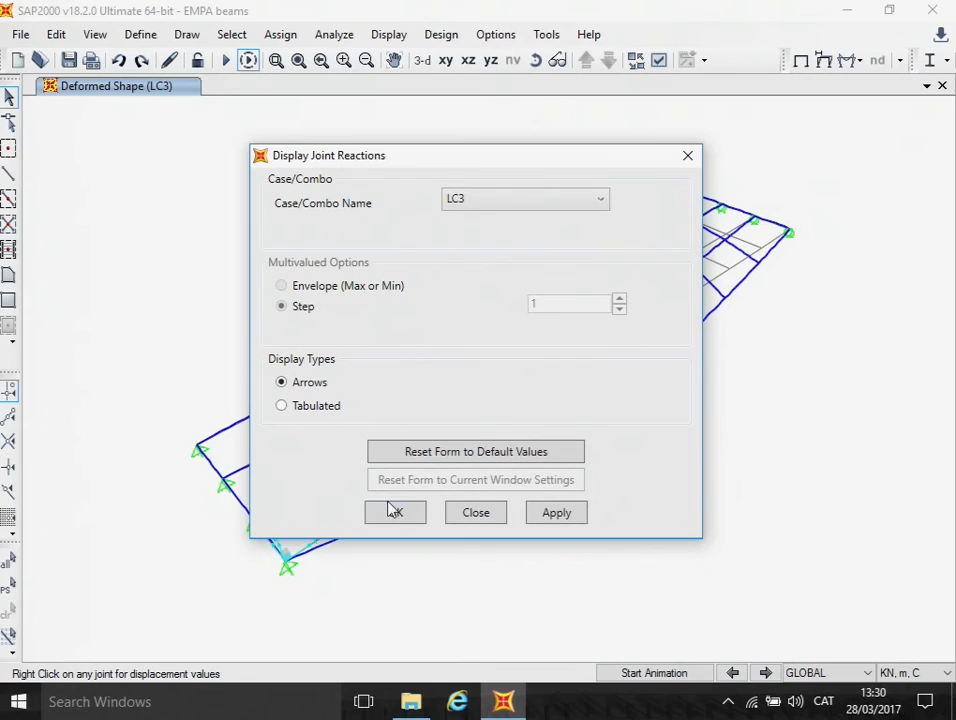 SAP2000 v18.2.0 Ultimate 64-bit - EMPA beams
File Edit View Define Draw Select Assign Analyze Display Design Options Tools Help
3-d xy xz yz nv nd
Deformed Shape (LC3)
Display Joint Reactions
Case/Combo
Case/Combo Name LC3
Multivalued Options
Envelope (Max or Min)
Step 1
Display Types
Arrows
Tabulated
Reset Form to Default Values
Reset Form to Current Window Settings
Close Apply
all
PS
clr
Right Click on any joint for displacement values Start Animation GLOBAL KN, m, C
Search Windows CAT 13:30
28/03/2017